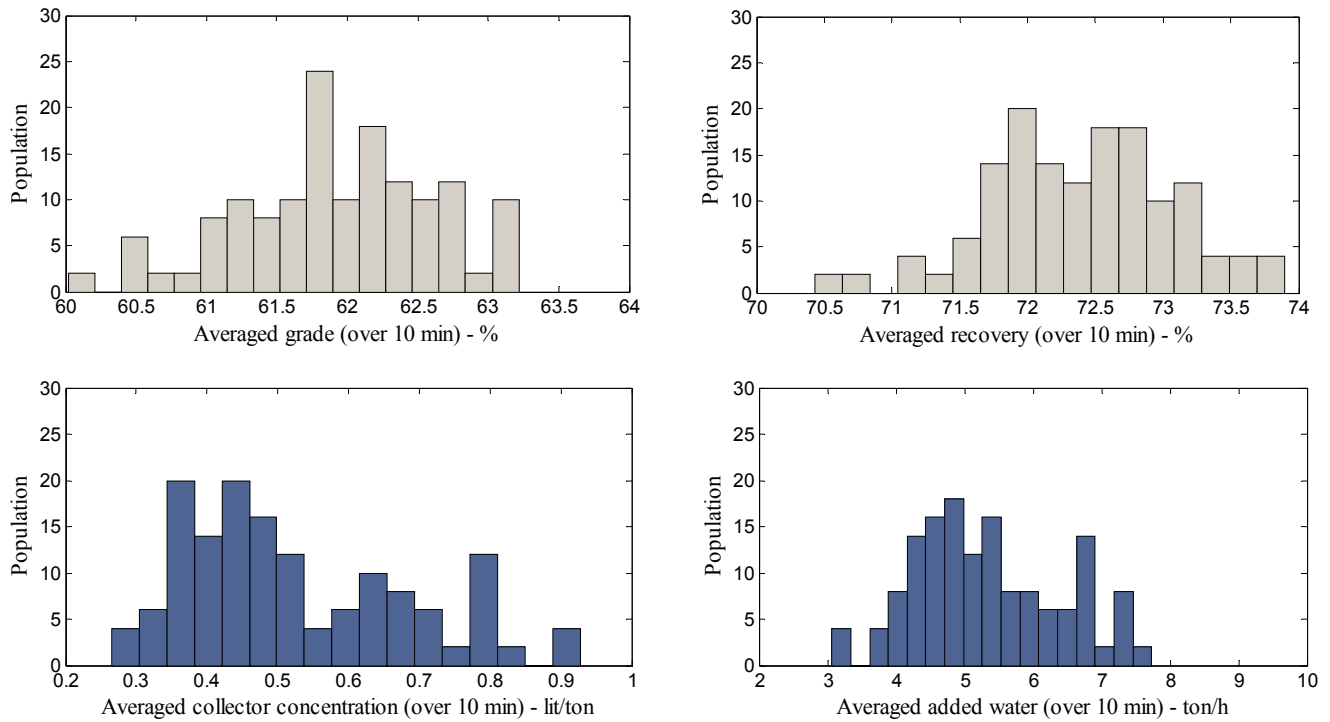 30
25
20
15
10
5
0
Population
60 60.5 61 61.5 62 62.5 63 63.5 64
Averaged grade (over 10 min) - %
30
25
20
15
10
5
0
Population
70 70.5 71 71.5 72 72.5 73 73.5 74
Averaged recovery (over 10 min) - %
30
25
20
15
10
5
0
Population
0.2 0.3 0.4 0.5 0.6 0.7 0.8 0.9 1
Averaged collector concentration (over 10 min) - lit/ton
30
25
20
15
10
5
0
Population
2 3 4 5 6 7 8 9 10
Averaged added water (over 10 min) - ton/h